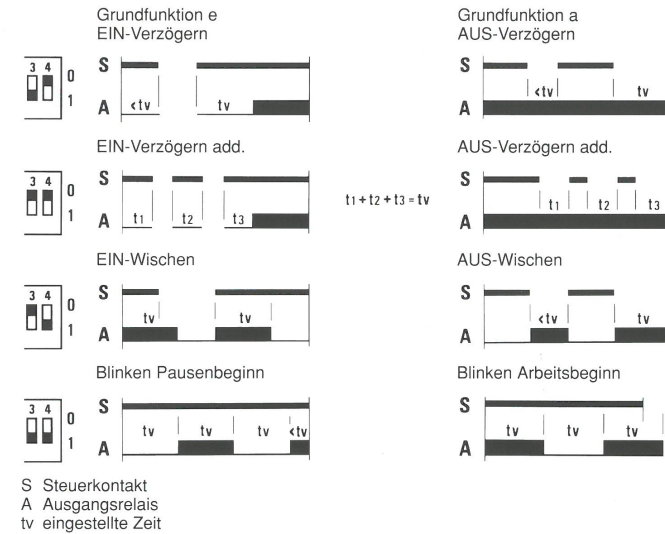 Grundfunktion e
EIN-Verzögern
Grundfunktion a
AUS-Verzögern
3 4
0
1
S
<tv tv
A
S
<tv tv
A
EIN-Verzögern add.
AUS-Verzögern add.
3 4
0
1
S
t1 t2 t3
A
t1 + t2 + t3 = tv
S
t1 t2 t3
A
EIN-Wischen
AUS-Wischen
3 4
0
1
S
tv tv
A
S
<tv tv
A
Blinken Pausenbeginn
Blinken Arbeitsbeginn
3 4
0
1
S
tv tv tv <tv
A
S
tv tv tv
A
S Steuerkontakt
A Ausgangsrelais
tv eingestellte Zeit